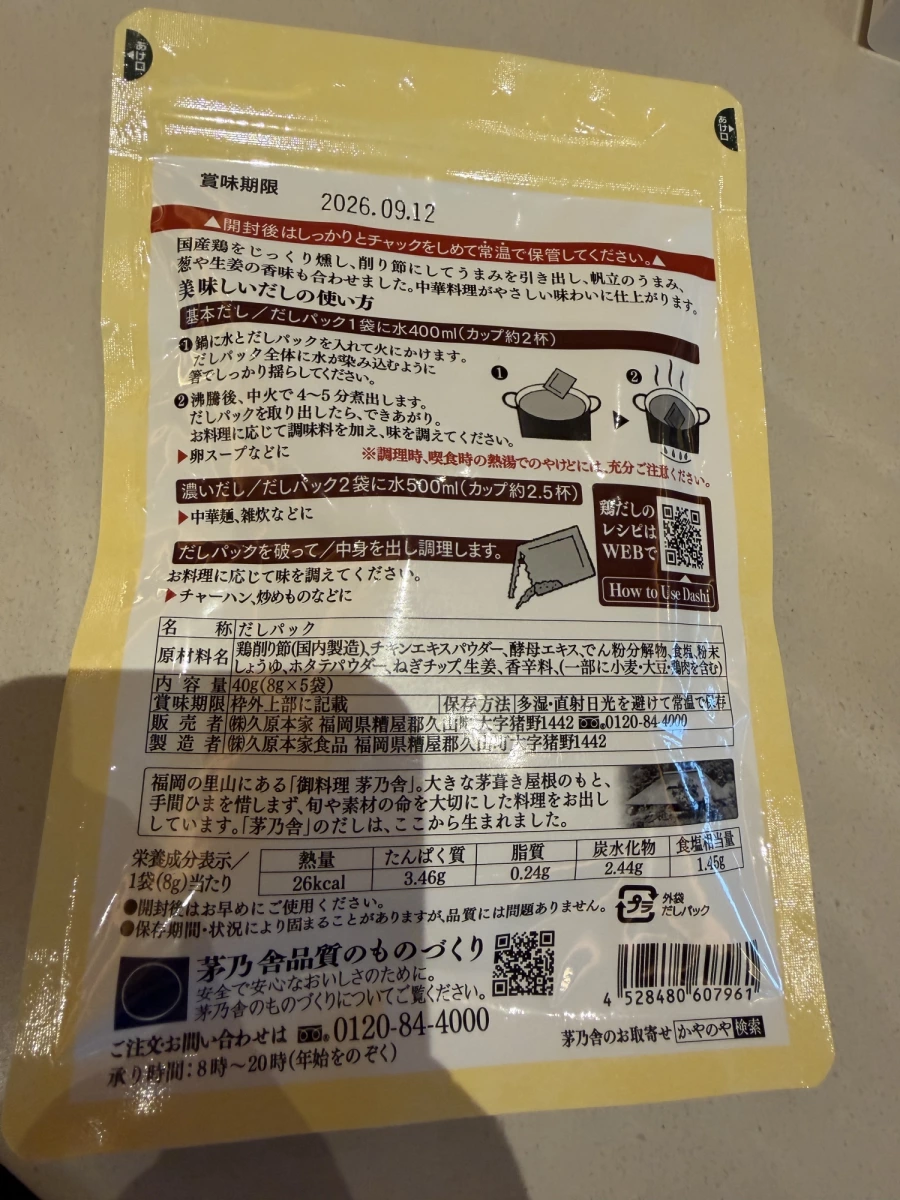 あけ口
あけ口
賞味期限
2026.09.12
▲開封後はしっかりとチャックをしめて常温で保管してください。▲
国産鶏をじっくり燻し、削り節にしてうまみを引き出し、帆立のうまみ、
葱や生姜の香味も合わせました。中華料理がやさしい味わいに仕上がります。
美味しいだしの使い方
基本だし／だしパック1袋に水400ml(カップ約2杯)
❶鍋に水とだしパックを入れて火にかけます。
だしパック全体に水が染み込むように
箸でしっかり揺らしてください。
❷沸騰後、中火で4〜5分煮出します。
だしパックを取り出したら、できあがり。
お料理に応じて調味料を加え、味を調えてください。
▶卵スープなどに
❶
❷
※調理時、喫食時の熱湯でのやけどには、充分ご注意ください。
濃いだし／だしパック2袋に水500ml(カップ約2.5杯)
▶中華麺、雑炊などに
だしパックを破って／中身を出し調理します。
お料理に応じて味を調えてください。
▶チャーハン、炒めものなどに
鶏だしの
レシピは
WEBで
How to Use Dashi
名 称 だしパック
原材料名 鶏削り節(国内製造)、チキンエキスパウダー、酵母エキス、でん粉分解物、食塩、粉末
しょうゆ、ホタテパウダー、ねぎチップ、生姜、香辛料、(一部に小麦・大豆・鶏肉を含む)
内 容 量 40g(8g×5袋)
賞味期限 枠外上部に記載 保存方法 多湿・直射日光を避けて常温で保存
販 売 者 ㈱久原本家 福岡県糟屋郡久山町大字猪野1442 0120-84-4000
製 造 者 ㈱久原本家食品 福岡県糟屋郡久山町大字猪野1442
福岡の里山にある「御料理 茅乃舎」。大きな茅葺き屋根のもと、
手間ひまを惜しまず、旬や素材の命を大切にした料理をお出し
しています。「茅乃舎」のだしは、ここから生まれました。
栄養成分表示／
1袋(8g)当たり
熱量 たんぱく質 脂質 炭水化物 食塩相当量
26kcal 3.46g 0.24g 2.44g 1.45g
●開封後はお早めにご使用ください。
●保存期間・状況により固まることがありますが、品質には問題ありません。
プラ
外袋
だしパック
茅乃舎品質のものづくり
安全で安心なおいしさのために。
茅乃舎のものづくりについてご覧ください。
4 528480 607961
ご注文・お問い合わせは 0120-84-4000
承り時間：8時〜20時(年始をのぞく)
茅乃舎のお取寄せ かやのや 検索